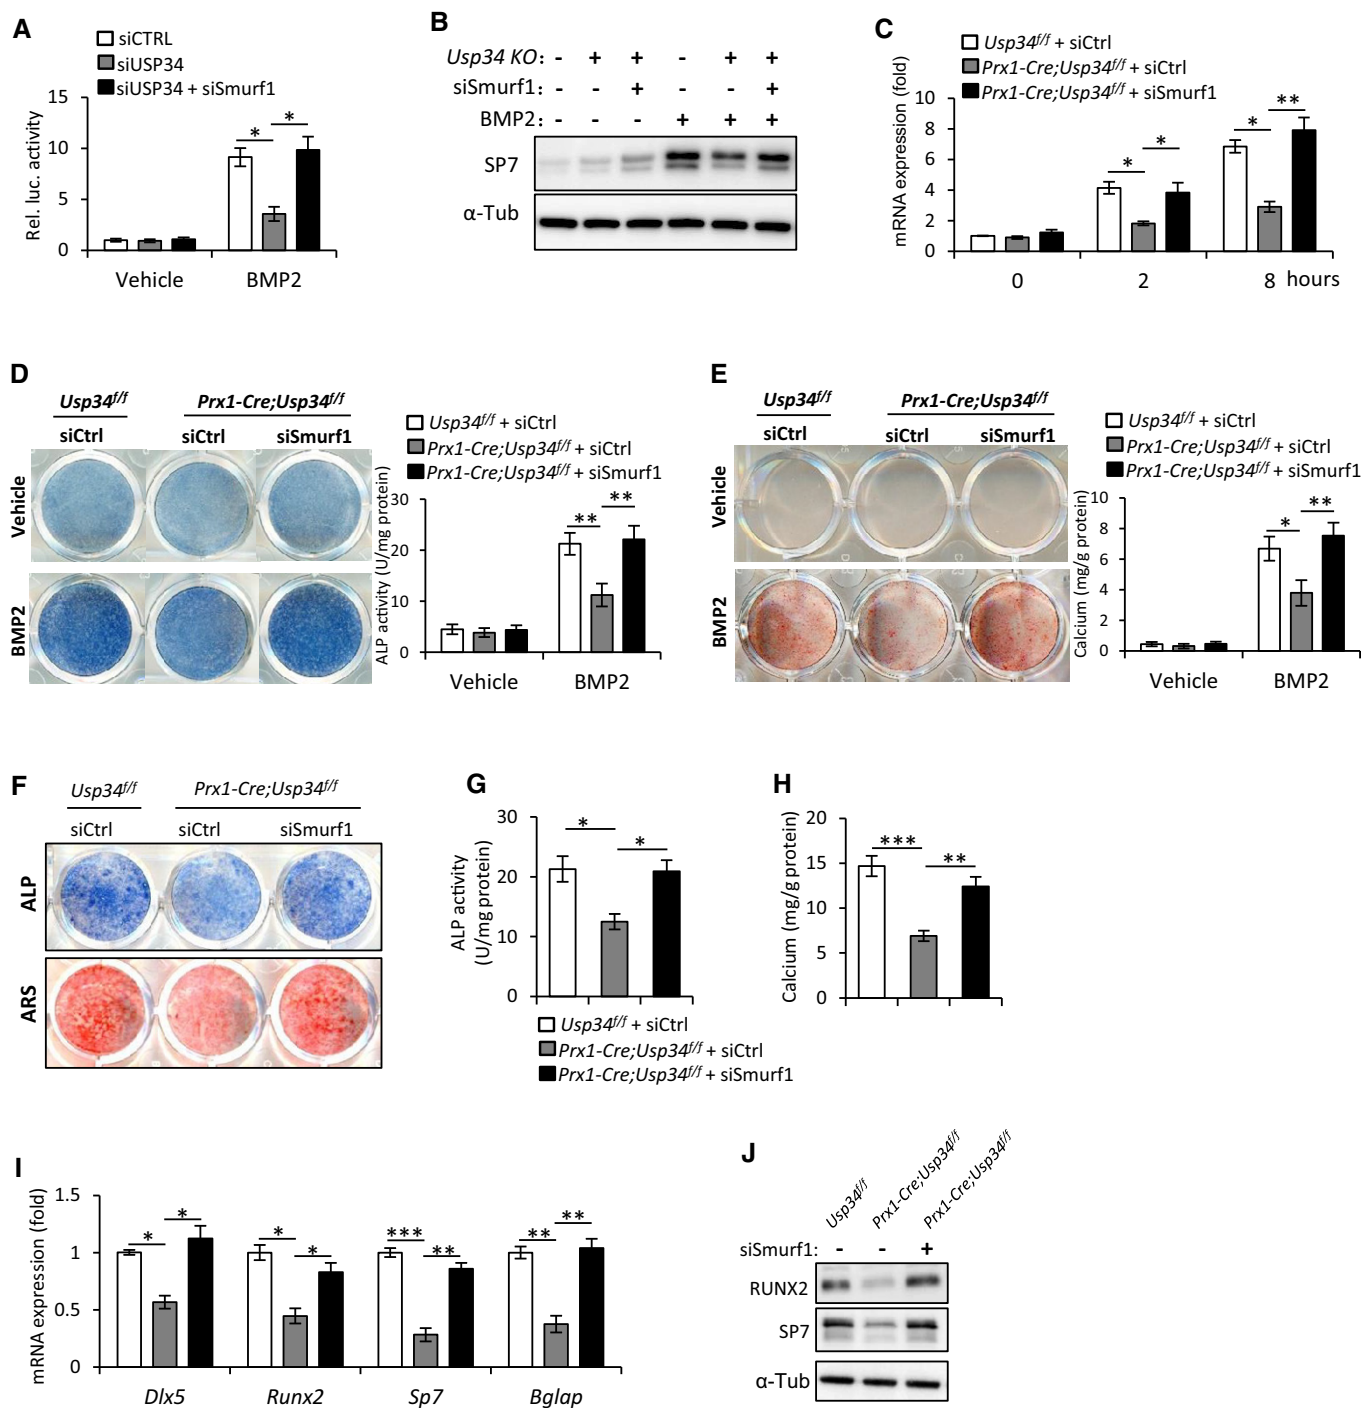 A
siCTRL
siUSP34
siUSP34 + siSmurf1
Rel. luc. activity
15
10
5
0
* *
Vehicle BMP2
B
Usp34 KO: - + + - + +
siSmurf1: - - + - - +
BMP2: - - - + + +
SP7
α-Tub
C
Usp34f/f + siCtrl
Prx1-Cre;Usp34f/f + siCtrl
Prx1-Cre;Usp34f/f + siSmurf1
mRNA expression (fold)
10
8
6
4
2
0
* * * **
0 2 8 hours
D
Usp34f/f Prx1-Cre;Usp34f/f
siCtrl siCtrl siSmurf1
Vehicle
BMP2
Usp34f/f + siCtrl
Prx1-Cre;Usp34f/f + siCtrl
Prx1-Cre;Usp34f/f + siSmurf1
ALP activity (U/mg protein)
30
20
10
0
** **
Vehicle BMP2
E
Usp34f/f Prx1-Cre;Usp34f/f
siCtrl siCtrl siSmurf1
Vehicle
BMP2
Usp34f/f + siCtrl
Prx1-Cre;Usp34f/f + siCtrl
Prx1-Cre;Usp34f/f + siSmurf1
Calcium (mg/g protein)
10
8
6
4
2
0
* **
Vehicle BMP2
F
Usp34f/f Prx1-Cre;Usp34f/f
siCtrl siCtrl siSmurf1
ALP
ARS
G
ALP activity
(U/mg protein)
30
20
10
0
* *
Usp34f/f + siCtrl
Prx1-Cre;Usp34f/f + siCtrl
Prx1-Cre;Usp34f/f + siSmurf1
H
Calcium (mg/g protein)
20
15
10
5
0
*** **
I
mRNA expression (fold)
1.5
1
0.5
0
* * * * *** ** ** **
Dlx5 Runx2 Sp7 Bglap
J
Usp34f/f Prx1-Cre;Usp34f/f Prx1-Cre;Usp34f/f
siSmurf1: - - +
RUNX2
SP7
α-Tub